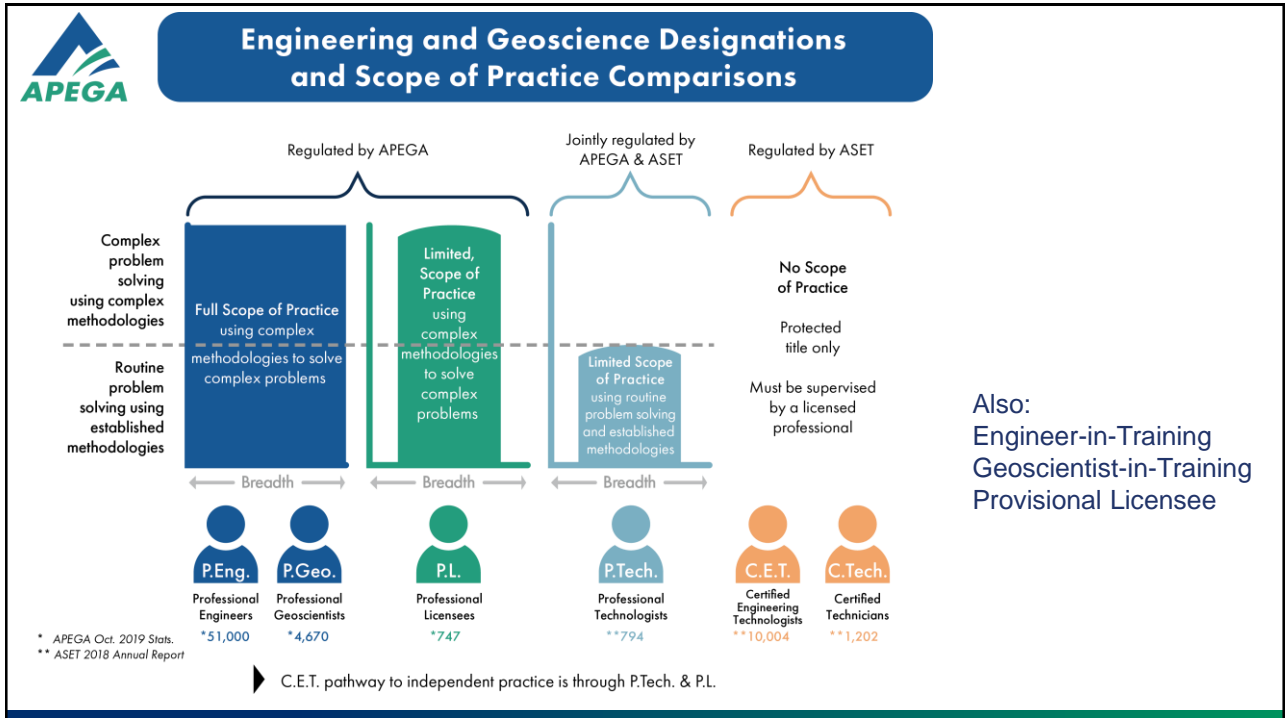 APEGA
Engineering and Geoscience Designations
and Scope of Practice Comparisons
Regulated by APEGA
Jointly regulated by
APEGA & ASET
Regulated by ASET
Complex
problem
solving
using complex
methodologies
Routine
problem
solving using
established
methodologies
Full Scope of Practice
using complex
methodologies to solve
complex problems
Limited,
Scope of
Practice
using
complex
methodologies
to solve
complex
problems
Limited Scope
of Practice
using routine
problem solving
and established
methodologies
No Scope
of Practice
Protected
title only
Must be supervised
by a licensed
professional
Also:
Engineer-in-Training
Geoscientist-in-Training
Provisional Licensee
Breadth
Breadth
Breadth
P.Eng.
P.Geo.
P.L.
P.Tech.
C.E.T.
C.Tech.
Professional
Engineers
*51,000
Professional
Geoscientists
*4,670
Professional
Licensees
*747
Professional
Technologists
**794
Certified
Engineering
Technologists
**10,004
Certified
Technicians
**1,202
* APEGA Oct. 2019 Stats.
** ASET 2018 Annual Report
C.E.T. pathway to independent practice is through P.Tech. & P.L.